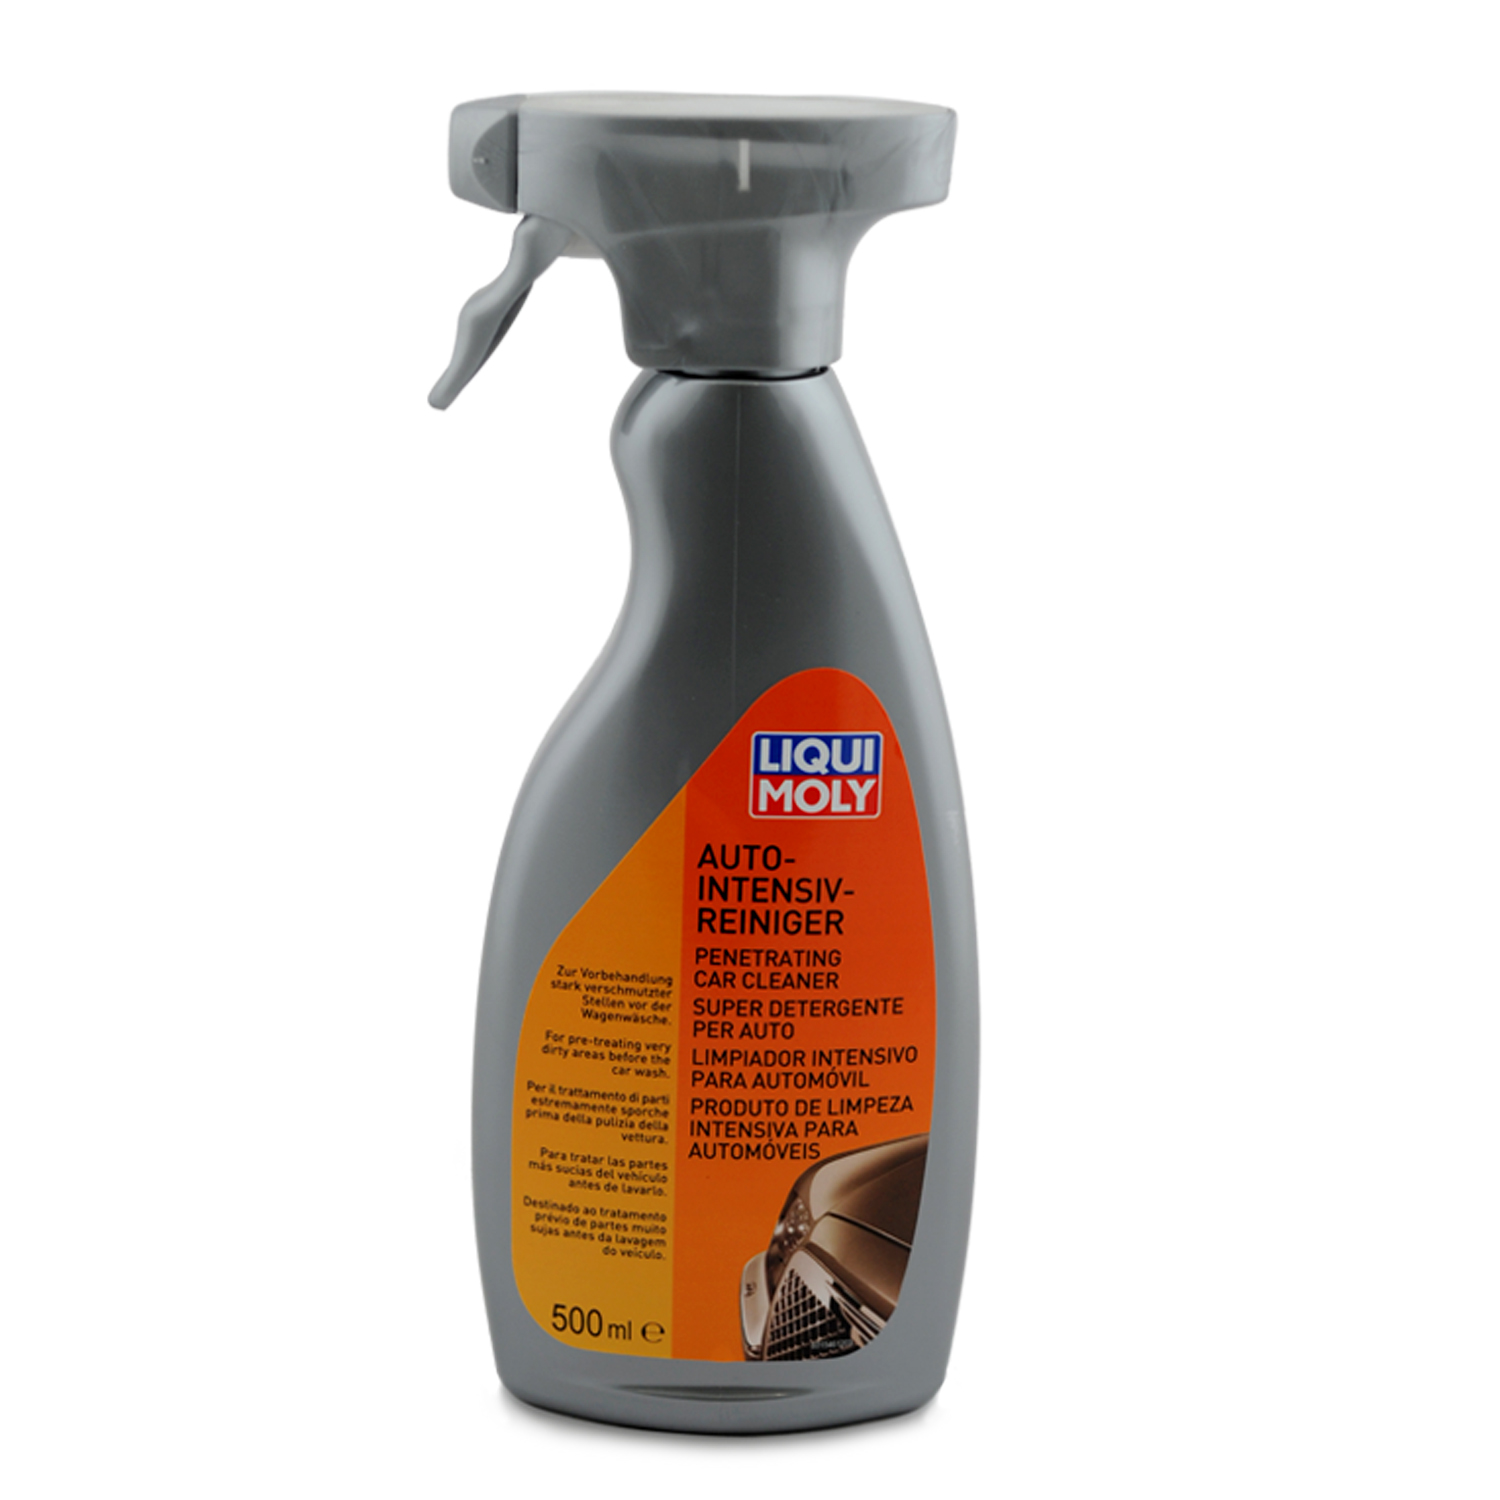 LIQUI
MOLY
AUTO-
INTENSIV-
REINIGER
PENETRATING
CAR CLEANER
SUPER DETERGENTE
PER AUTO
LIMPIADOR INTENSIVO
PARA AUTOMÓVIL
PRODUTO DE LIMPEZA
INTENSIVA PARA
AUTOMÓVEIS
Zur Vorbehandlung
stark verschmutzter
Stellen vor der
Wagenwäsche.
For pre-treating very
dirty areas before the
car wash.
Per il trattamento di parti
estremamente sporche
prima della pulizia della
vettura.
Para tratar las partes
más sucias del vehículo
antes de lavarlo.
Destinado ao tratamento
prévio de partes muito
sujas antes da lavagem
do veículo.
500 ml ℮